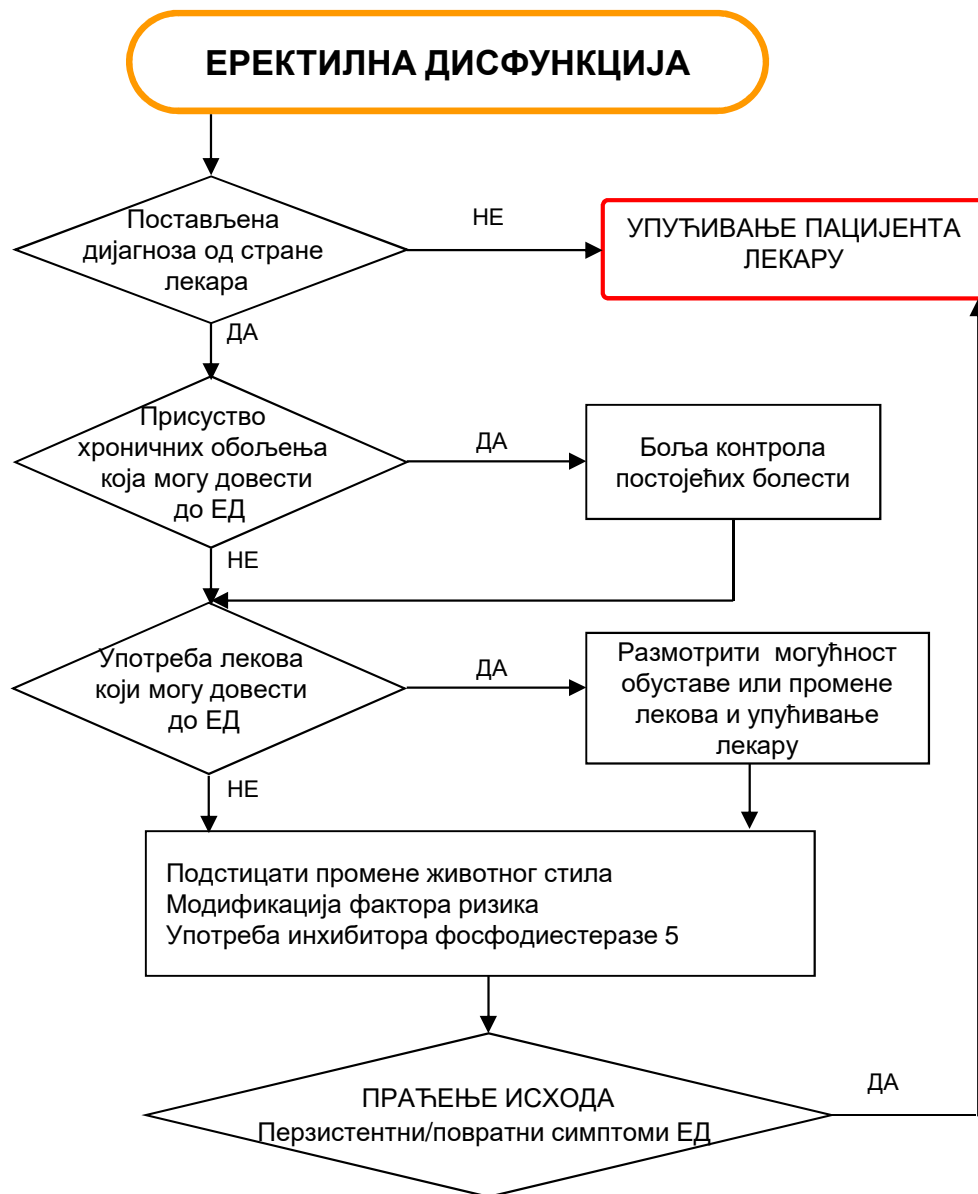 ЕРЕКТИЛНА ДИСФУНКЦИЈА
Постављена
дијагноза од стране
лекара
НЕ
УПУЋИВАЊЕ ПАЦИЈЕНТА
ЛЕКАРУ
ДА
Присуство
хроничних обољења
која могу довести
до ЕД
ДА
Боља контрола
постојећих болести
НЕ
Употреба лекова
који могу довести
до ЕД
ДА
Размотрити могућност
обуставе или промене
лекова и упућивање
лекару
НЕ
Подстицати промене животног стила
Модификација фактора ризика
Употреба инхибитора фосфодиестеразе 5
ПРАЋЕЊЕ ИСХОДА
Перзистентни/повратни симптоми ЕД
ДА